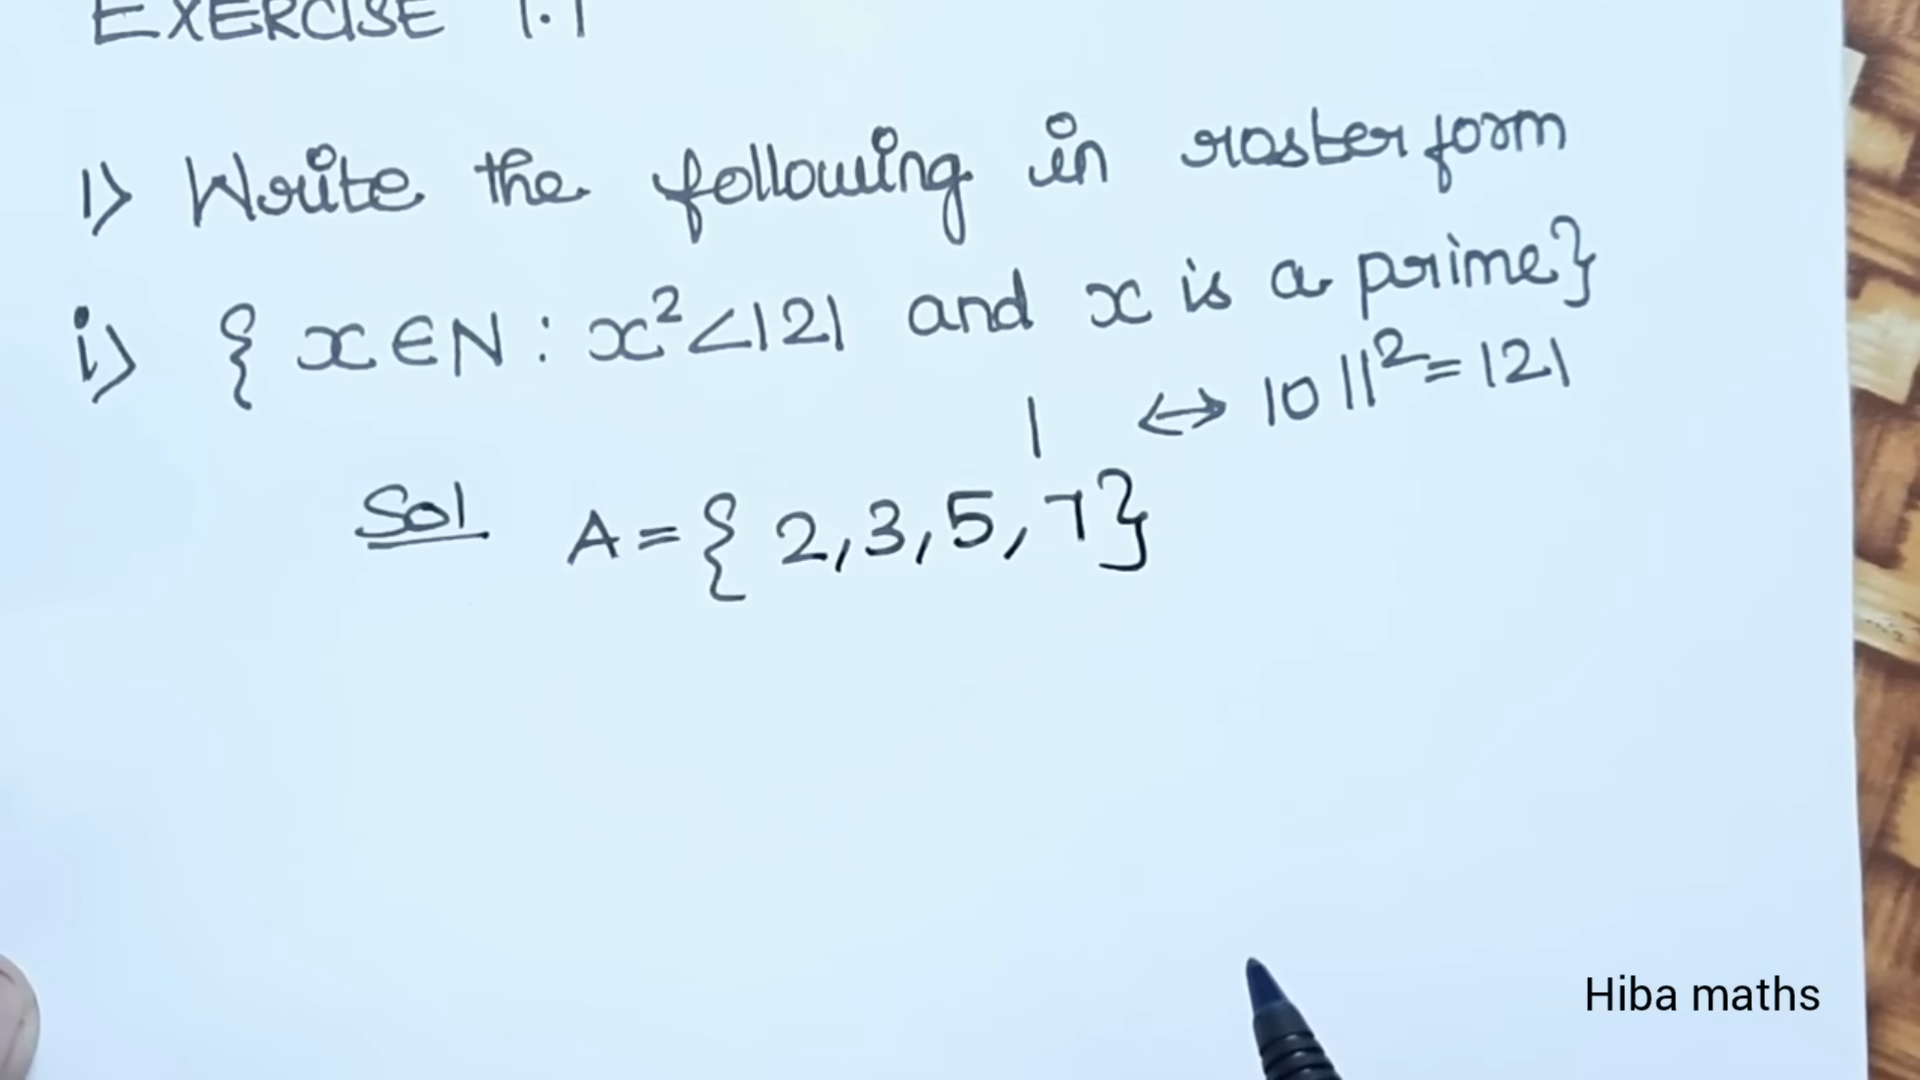 EXERCISE 1.1
1) Write the following in roster form
i) { x ∈ N : x² < 121 and x is a prime}
1 ↔ 10 11² = 121
Sol A = { 2, 3, 5, 7}
Hiba maths